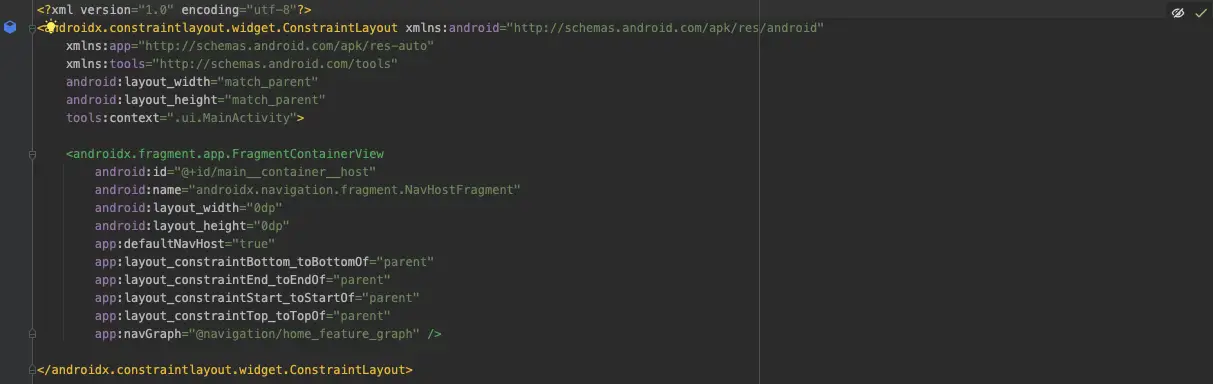 <?xml version="1.0" encoding="utf-8"?>
<androidx.constraintlayout.widget.ConstraintLayout xmlns:android="http://schemas.android.com/apk/res/android"
    xmlns:app="http://schemas.android.com/apk/res-auto"
    xmlns:tools="http://schemas.android.com/tools"
    android:layout_width="match_parent"
    android:layout_height="match_parent"
    tools:context=".ui.MainActivity">

    <androidx.fragment.app.FragmentContainerView
        android:id="@+id/main__container__host"
        android:name="androidx.navigation.fragment.NavHostFragment"
        android:layout_width="0dp"
        android:layout_height="0dp"
        app:defaultNavHost="true"
        app:layout_constraintBottom_toBottomOf="parent"
        app:layout_constraintEnd_toEndOf="parent"
        app:layout_constraintStart_toStartOf="parent"
        app:layout_constraintTop_toTopOf="parent"
        app:navGraph="@navigation/home_feature_graph" />

</androidx.constraintlayout.widget.ConstraintLayout>